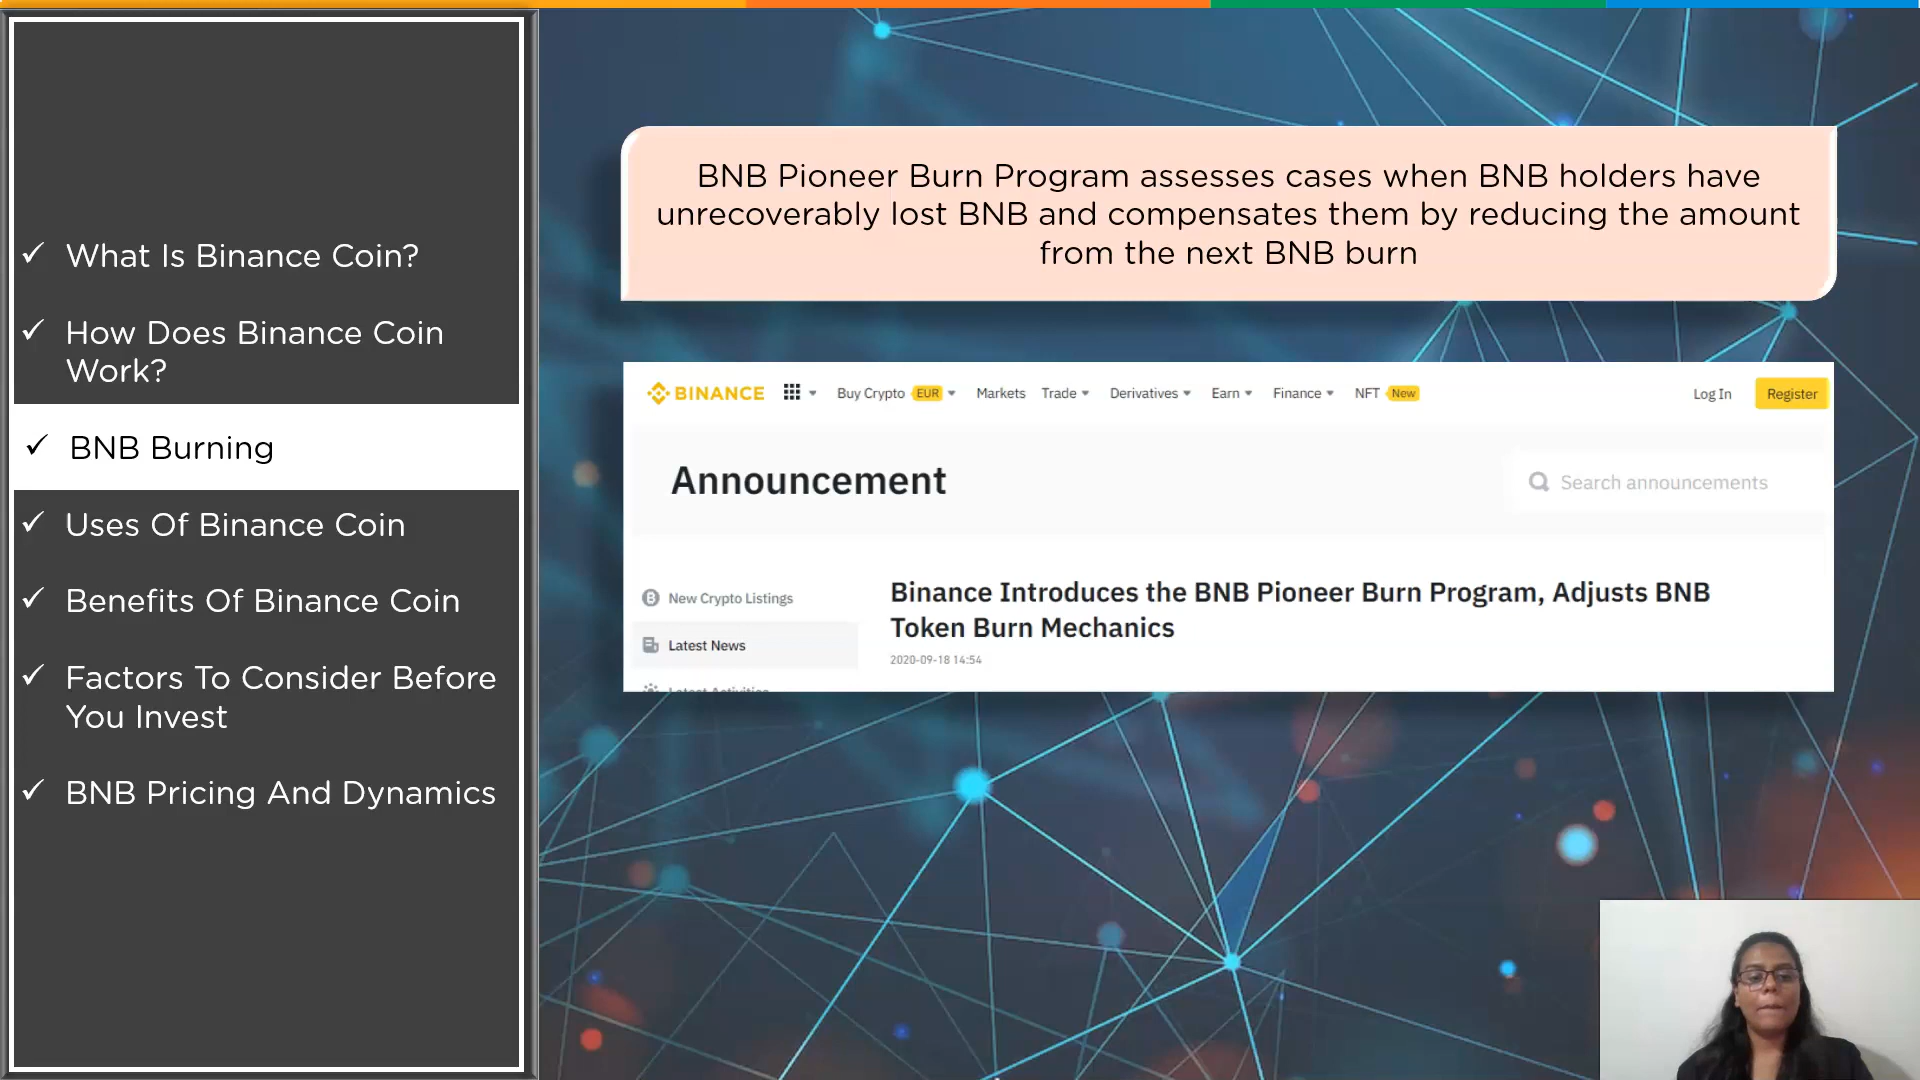 What Is Binance Coin?
How Does Binance Coin
Work?
BNB Burning
Uses Of Binance Coin
Benefits Of Binance Coin
Factors To Consider Before
You Invest
BNB Pricing And Dynamics
BNB Pioneer Burn Program assesses cases when BNB holders have
unrecoverably lost BNB and compensates them by reducing the amount
from the next BNB burn
BINANCE Buy Crypto EUR Markets Trade Derivatives Earn Finance NFT New Log In Register
Announcement
Search announcements
New Crypto Listings
Latest News
Latest Activities
Binance Introduces the BNB Pioneer Burn Program, Adjusts BNB
Token Burn Mechanics
2020-09-18 14:54